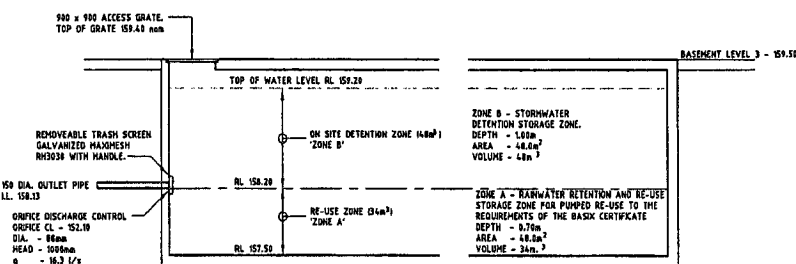 900 x 900 ACCESS GRATE.
TOP OF GRATE 159.40 nom
BASEMENT LEVEL 3 - 159.50
TOP OF WATER LEVEL RL 159.20
REMOVEABLE TRASH SCREEN
GALVANIZED MAXIMESH
RH3030 WITH HANDLE.
ON SITE DETENTION ZONE (48m³)
'ZONE B'
ZONE B - STORMWATER
DETENTION STORAGE ZONE.
DEPTH - 1.00m
AREA - 48.0m²
VOLUME - 48m³
150 DIA. OUTLET PIPE
I.L. 158.13
RL 158.20
ORIFICE DISCHARGE CONTROL
ORIFICE CL - 152.10
DIA. - 86mm
HEAD - 1000mm
Q - 16.3 l/s
RE-USE ZONE (34m³)
'ZONE A'
RL 157.50
ZONE A - RAINWATER RETENTION AND RE-USE
STORAGE ZONE FOR PUMPED RE-USE TO THE
REQUIREMENTS OF THE BASIX CERTIFICATE
DEPTH - 0.70m
AREA - 48.0m²
VOLUME - 34m.³